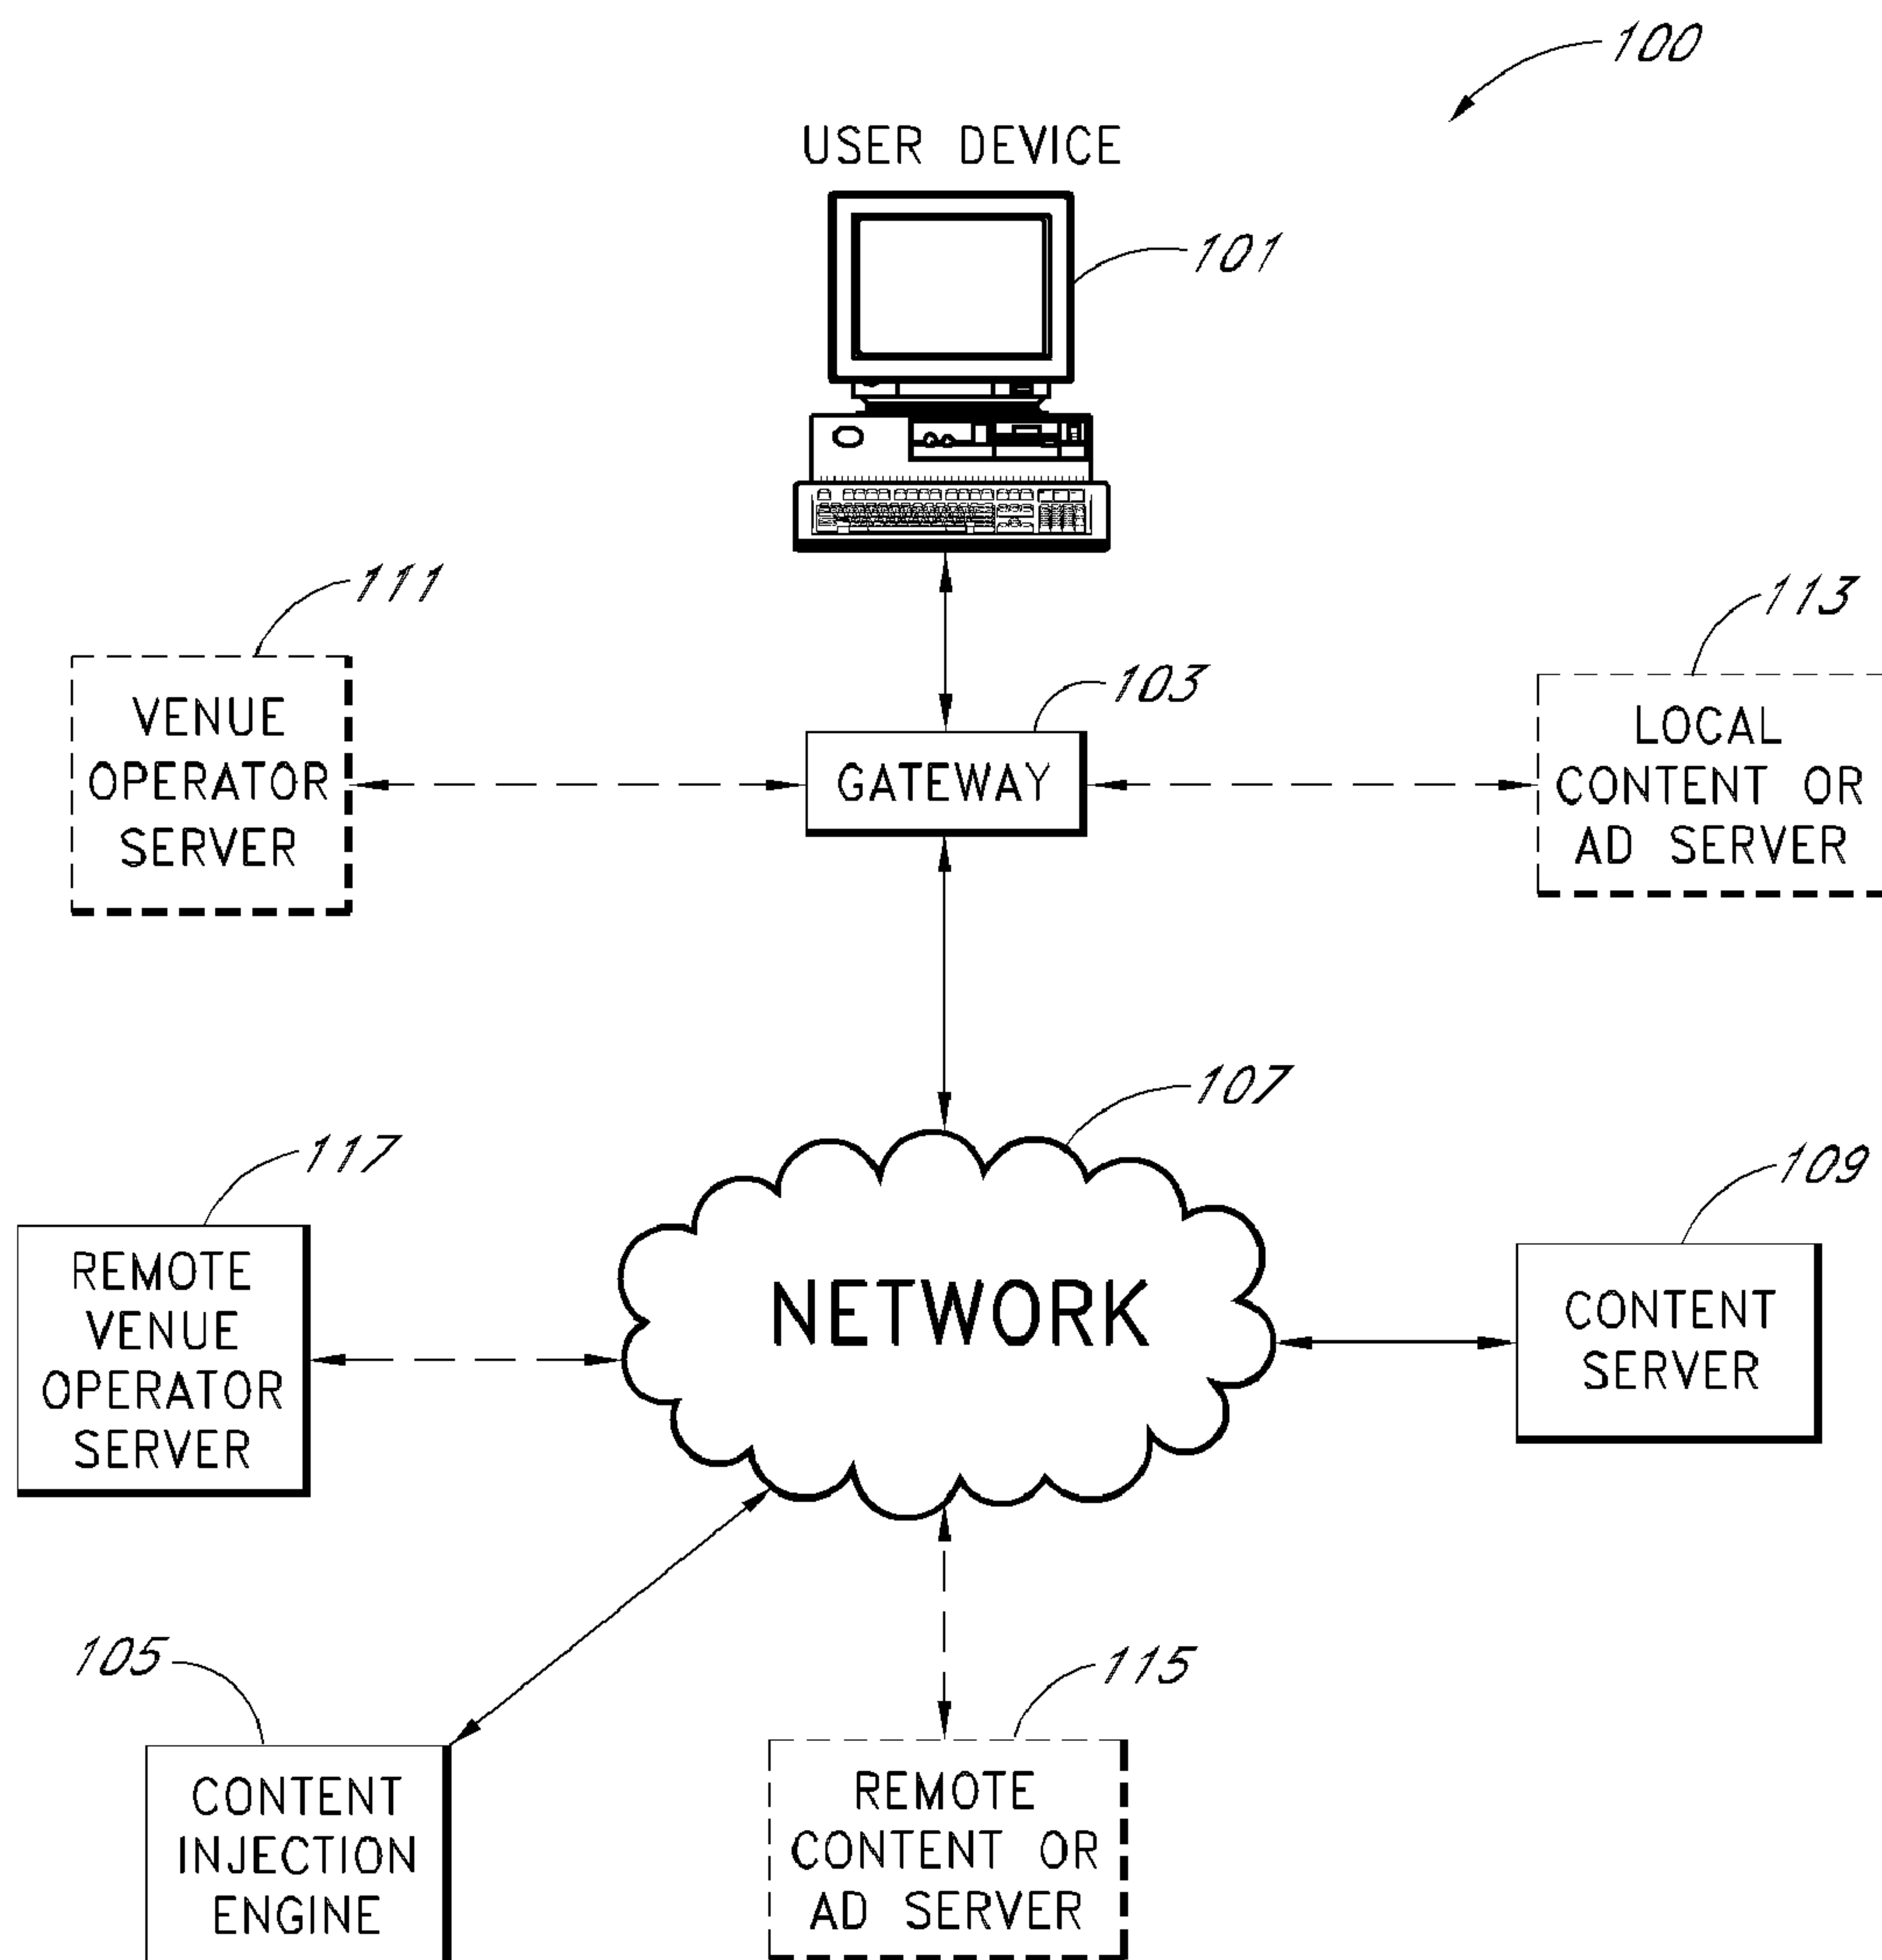 100
USER DEVICE
101
111
113
103
VENUE
OPERATOR
SERVER
GATEWAY
LOCAL
CONTENT OR
AD SERVER
107
117
109
REMOTE
VENUE
OPERATOR
SERVER
NETWORK
CONTENT
SERVER
105
115
CONTENT
INJECTION
ENGINE
REMOTE
CONTENT OR
AD SERVER